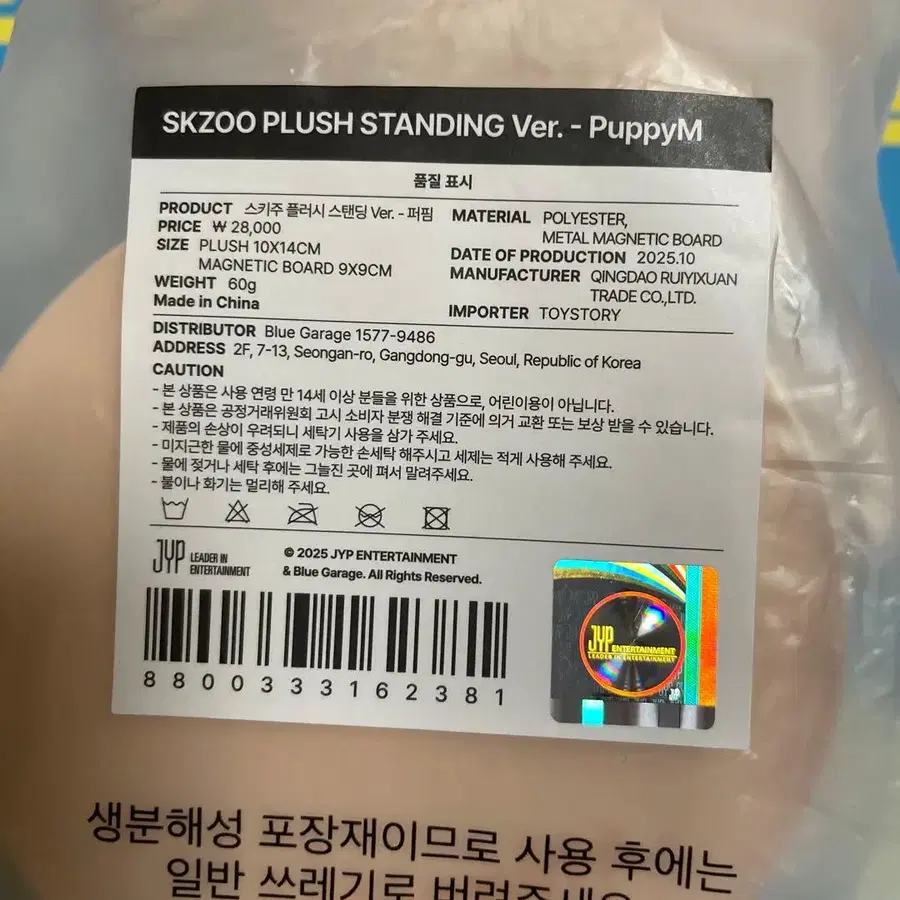 SKZOO PLUSH STANDING Ver. - PuppyM
품질 표시
PRODUCT 스키주 플러시 스탠딩 Ver. - 퍼핌
PRICE ₩ 28,000
SIZE PLUSH 10X14CM
MAGNETIC BOARD 9X9CM
WEIGHT 60g
Made in China
MATERIAL POLYESTER,
METAL MAGNETIC BOARD
DATE OF PRODUCTION 2025.10
MANUFACTURER QINGDAO RUIYIXUAN
TRADE CO.,LTD.
IMPORTER TOYSTORY
DISTRIBUTOR Blue Garage 1577-9486
ADDRESS 2F, 7-13, Seongan-ro, Gangdong-gu, Seoul, Republic of Korea
CAUTION
- 본 상품은 사용 연령 만 14세 이상 분들을 위한 상품으로, 어린이용이 아닙니다.
- 본 상품은 공정거래위원회 고시 소비자 분쟁 해결 기준에 의거 교환 또는 보상 받을 수 있습니다.
- 제품의 손상이 우려되니 세탁기 사용을 삼가 주세요.
- 미지근한 물에 중성세제로 가능한 손세탁 해주시고 세제는 적게 사용해 주세요.
- 물에 젖거나 세탁 후에는 그늘진 곳에 펴서 말려주세요.
- 불이나 화기는 멀리해 주세요.
JYP LEADER IN
ENTERTAINMENT
© 2025 JYP ENTERTAINMENT
& Blue Garage. All Rights Reserved.
8800333162381
JYP ENTERTAINMENT
LEADER IN ENTERTAINMENT
JYP
생분해성 포장재이므로 사용 후에는
일반 쓰레기로 버려주세요